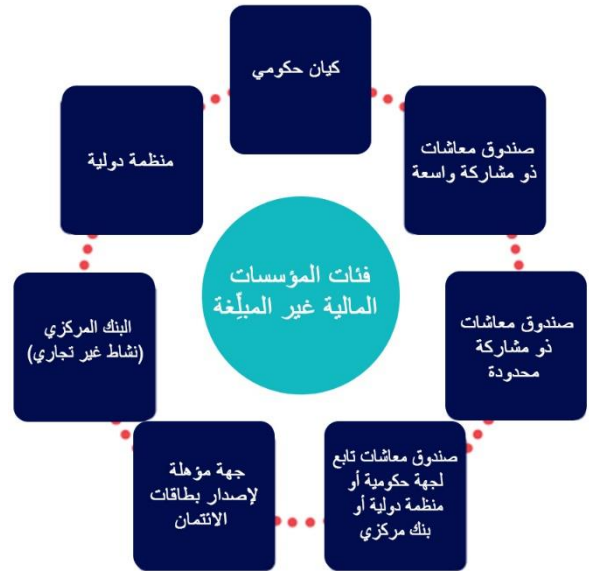 كيان حكومي
صندوق معاشات
ذو مشاركة واسعة
صندوق معاشات
ذو مشاركة
محدودة
صندوق معاشات تابع
لجهة حكومية أو
منظمة دولية أو
بنك مركزي
جهة مؤهلة
لإصدار بطاقات
الائتمان
البنك المركزي
(نشاط غير تجاري)
منظمة دولية
فئات المؤسسات
المالية غير المبلِّغة